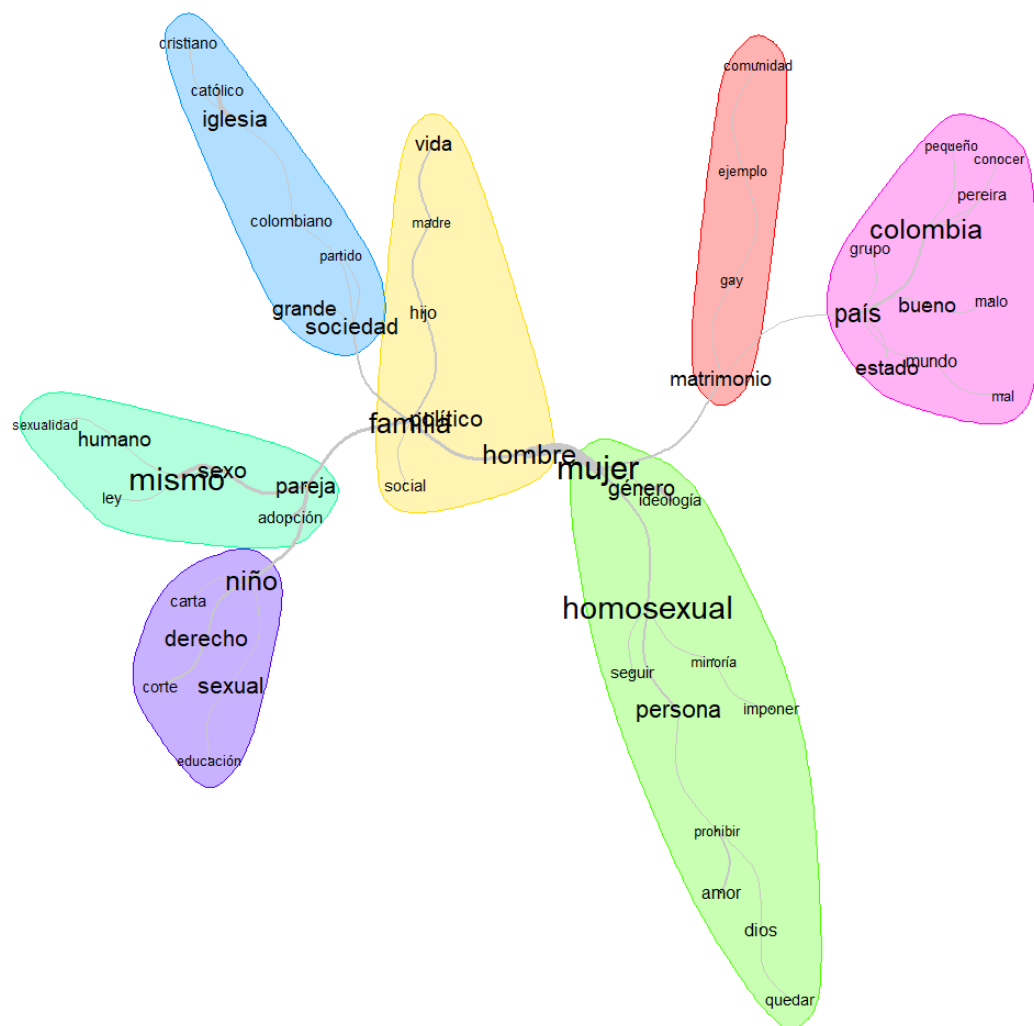 cristiano
católico
iglesia
colombiano
partido
grande
sociedad
vida
madre
hijo
familia
político
hombre
social
comunidad
ejemplo
gay
matrimonio
pequeño
conocer
pereira
colombia
grupo
bueno
malo
país
mundo
estado
mal
sexualidad
humano
mismo
sexo
pareja
ley
adopción
niño
carta
derecho
corte
sexual
educación
mujer
género
ideología
homosexual
seguir
minoría
persona
imponer
prohibir
amor
dios
quedar